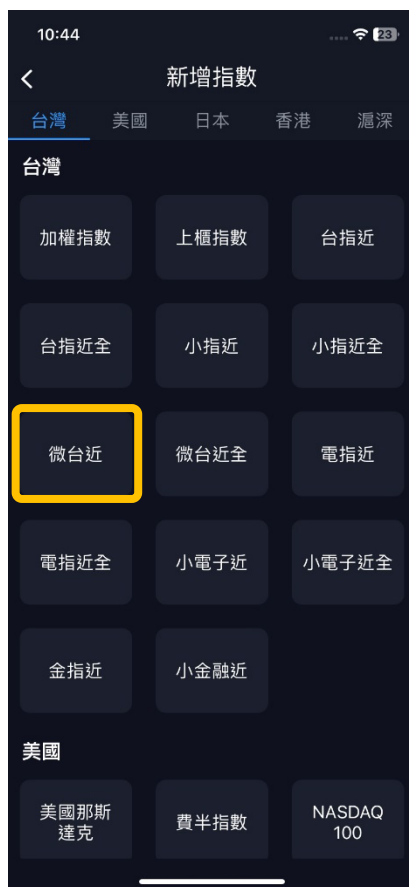 10:44
23
新增指數
台灣 美國 日本 香港 滬深
台灣
加權指數 上櫃指數 台指近
台指近全 小指近 小指近全
微台近 微台近全 電指近
電指近全 小電子近 小電子近全
金指近 小金融近
美國
美國那斯達克 費半指數 NASDAQ 100